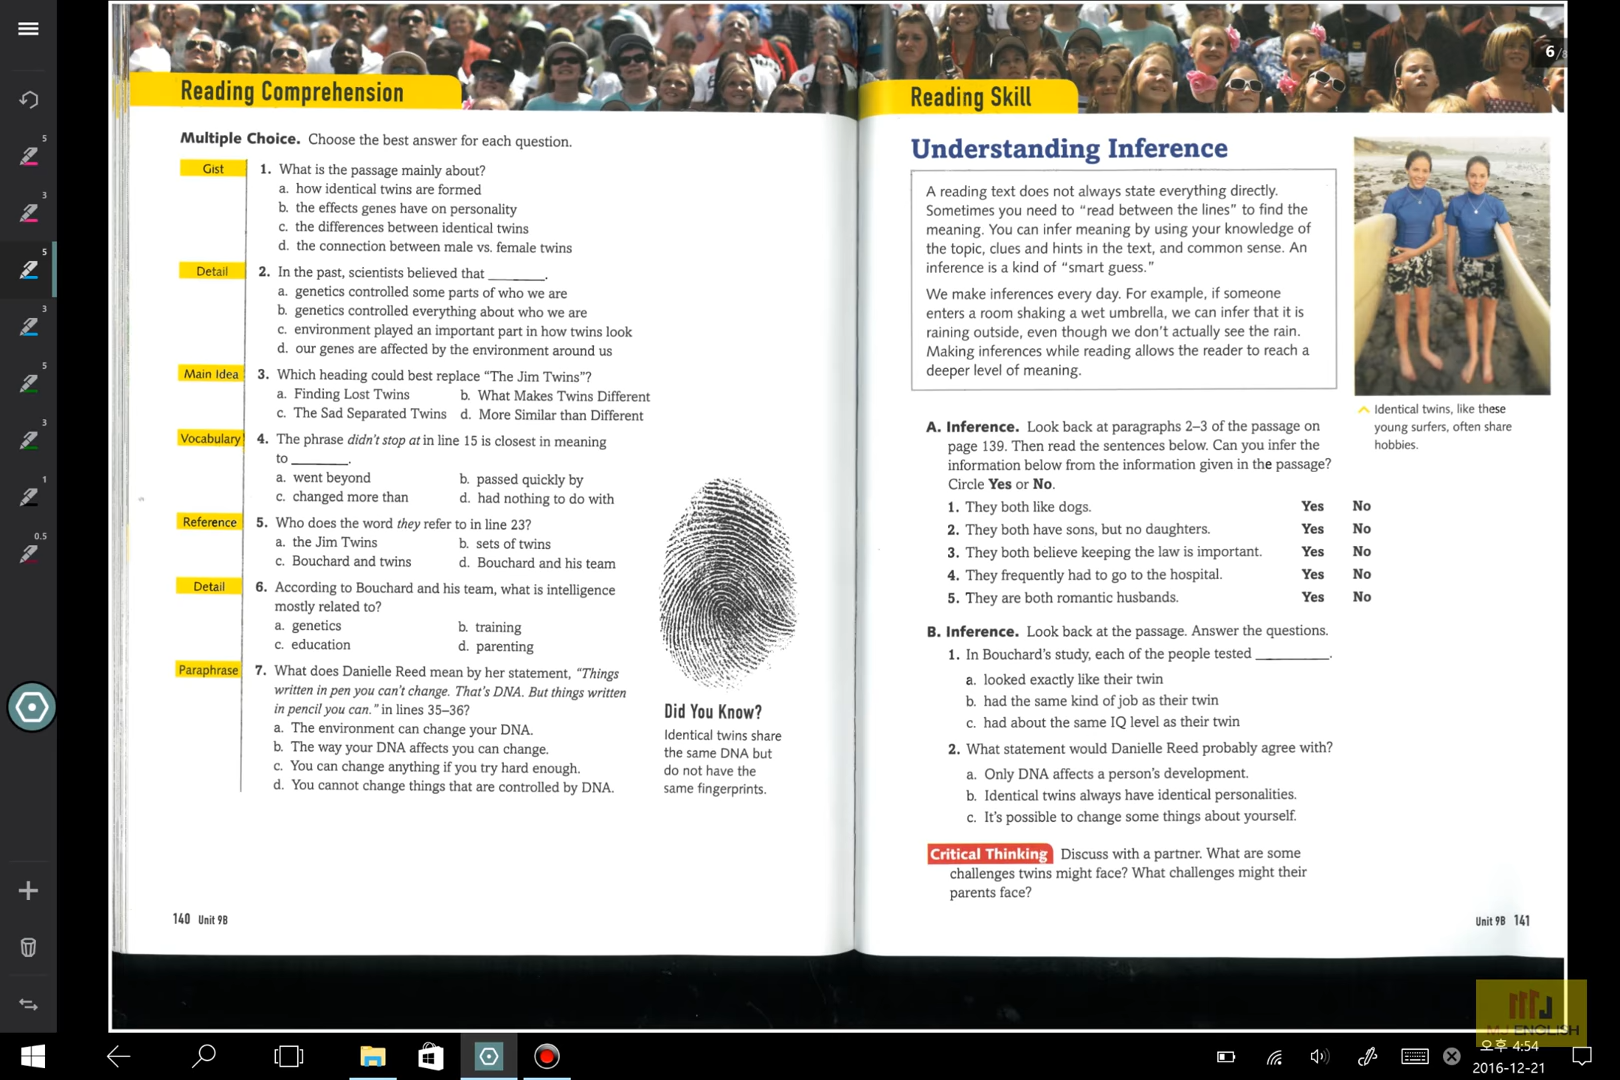 5
3
5
3
5
3
1
0.5
6/8
Reading Comprehension
Multiple Choice. Choose the best answer for each question.
Gist
1. What is the passage mainly about?
a. how identical twins are formed
b. the effects genes have on personality
c. the differences between identical twins
d. the connection between male vs. female twins
Detail
2. In the past, scientists believed that ________.
a. genetics controlled some parts of who we are
b. genetics controlled everything about who we are
c. environment played an important part in how twins look
d. our genes are affected by the environment around us
Main Idea
3. Which heading could best replace “The Jim Twins”?
a. Finding Lost Twins b. What Makes Twins Different
c. The Sad Separated Twins d. More Similar than Different
Vocabulary
4. The phrase didn’t stop at in line 15 is closest in meaning
to ________.
a. went beyond b. passed quickly by
c. changed more than d. had nothing to do with
Reference
5. Who does the word they refer to in line 23?
a. the Jim Twins b. sets of twins
c. Bouchard and twins d. Bouchard and his team
Detail
6. According to Bouchard and his team, what is intelligence
mostly related to?
a. genetics b. training
c. education d. parenting
Paraphrase
7. What does Danielle Reed mean by her statement, “Things
written in pen you can’t change. That’s DNA. But things written
in pencil you can.” in lines 35–36?
a. The environment can change your DNA.
b. The way your DNA affects you can change.
c. You can change anything if you try hard enough.
d. You cannot change things that are controlled by DNA.
Did You Know?
Identical twins share
the same DNA but
do not have the
same fingerprints.
140 Unit 9B
Reading Skill
Understanding Inference
A reading text does not always state everything directly.
Sometimes you need to “read between the lines” to find the
meaning. You can infer meaning by using your knowledge of
the topic, clues and hints in the text, and common sense. An
inference is a kind of “smart guess.”
We make inferences every day. For example, if someone
enters a room shaking a wet umbrella, we can infer that it is
raining outside, even though we don’t actually see the rain.
Making inferences while reading allows the reader to reach a
deeper level of meaning.
Identical twins, like these
young surfers, often share
hobbies.
A. Inference. Look back at paragraphs 2–3 of the passage on
page 139. Then read the sentences below. Can you infer the
information below from the information given in the passage?
Circle Yes or No.
1. They both like dogs. Yes No
2. They both have sons, but no daughters. Yes No
3. They both believe keeping the law is important. Yes No
4. They frequently had to go to the hospital. Yes No
5. They are both romantic husbands. Yes No
B. Inference. Look back at the passage. Answer the questions.
1. In Bouchard’s study, each of the people tested ________.
a. looked exactly like their twin
b. had the same kind of job as their twin
c. had about the same IQ level as their twin
2. What statement would Danielle Reed probably agree with?
a. Only DNA affects a person’s development.
b. Identical twins always have identical personalities.
c. It’s possible to change some things about yourself.
Critical Thinking Discuss with a partner. What are some
challenges twins might face? What challenges might their
parents face?
Unit 9B 141
MJ ENGLISH
오후 4:54
2016-12-21